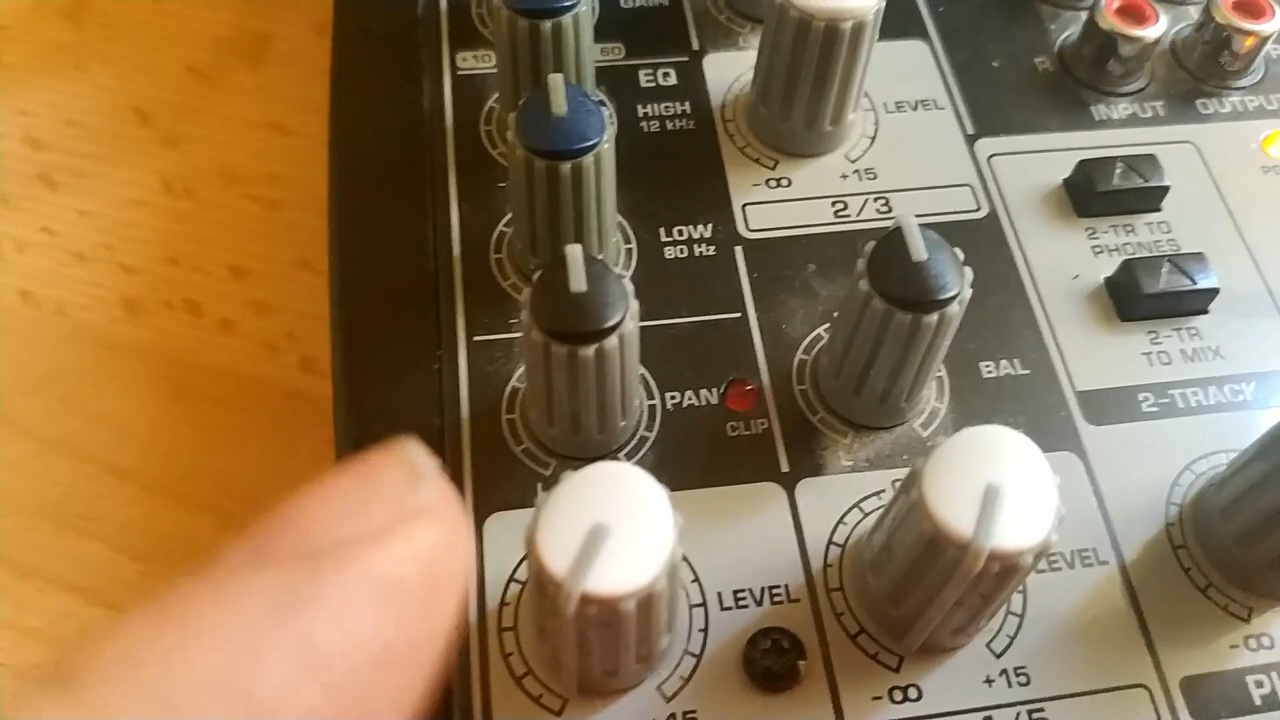 GAIN
+10
60
EQ
HIGH
12 kHz
LEVEL
-∞
+15
2/3
LOW
80 Hz
INPUT
OUTPU
2-TR TO
PHONES
2-TR
TO MIX
2-TRACK
BAL
PAN
CLIP
LEVEL
LEVEL
-∞
+15
-∞